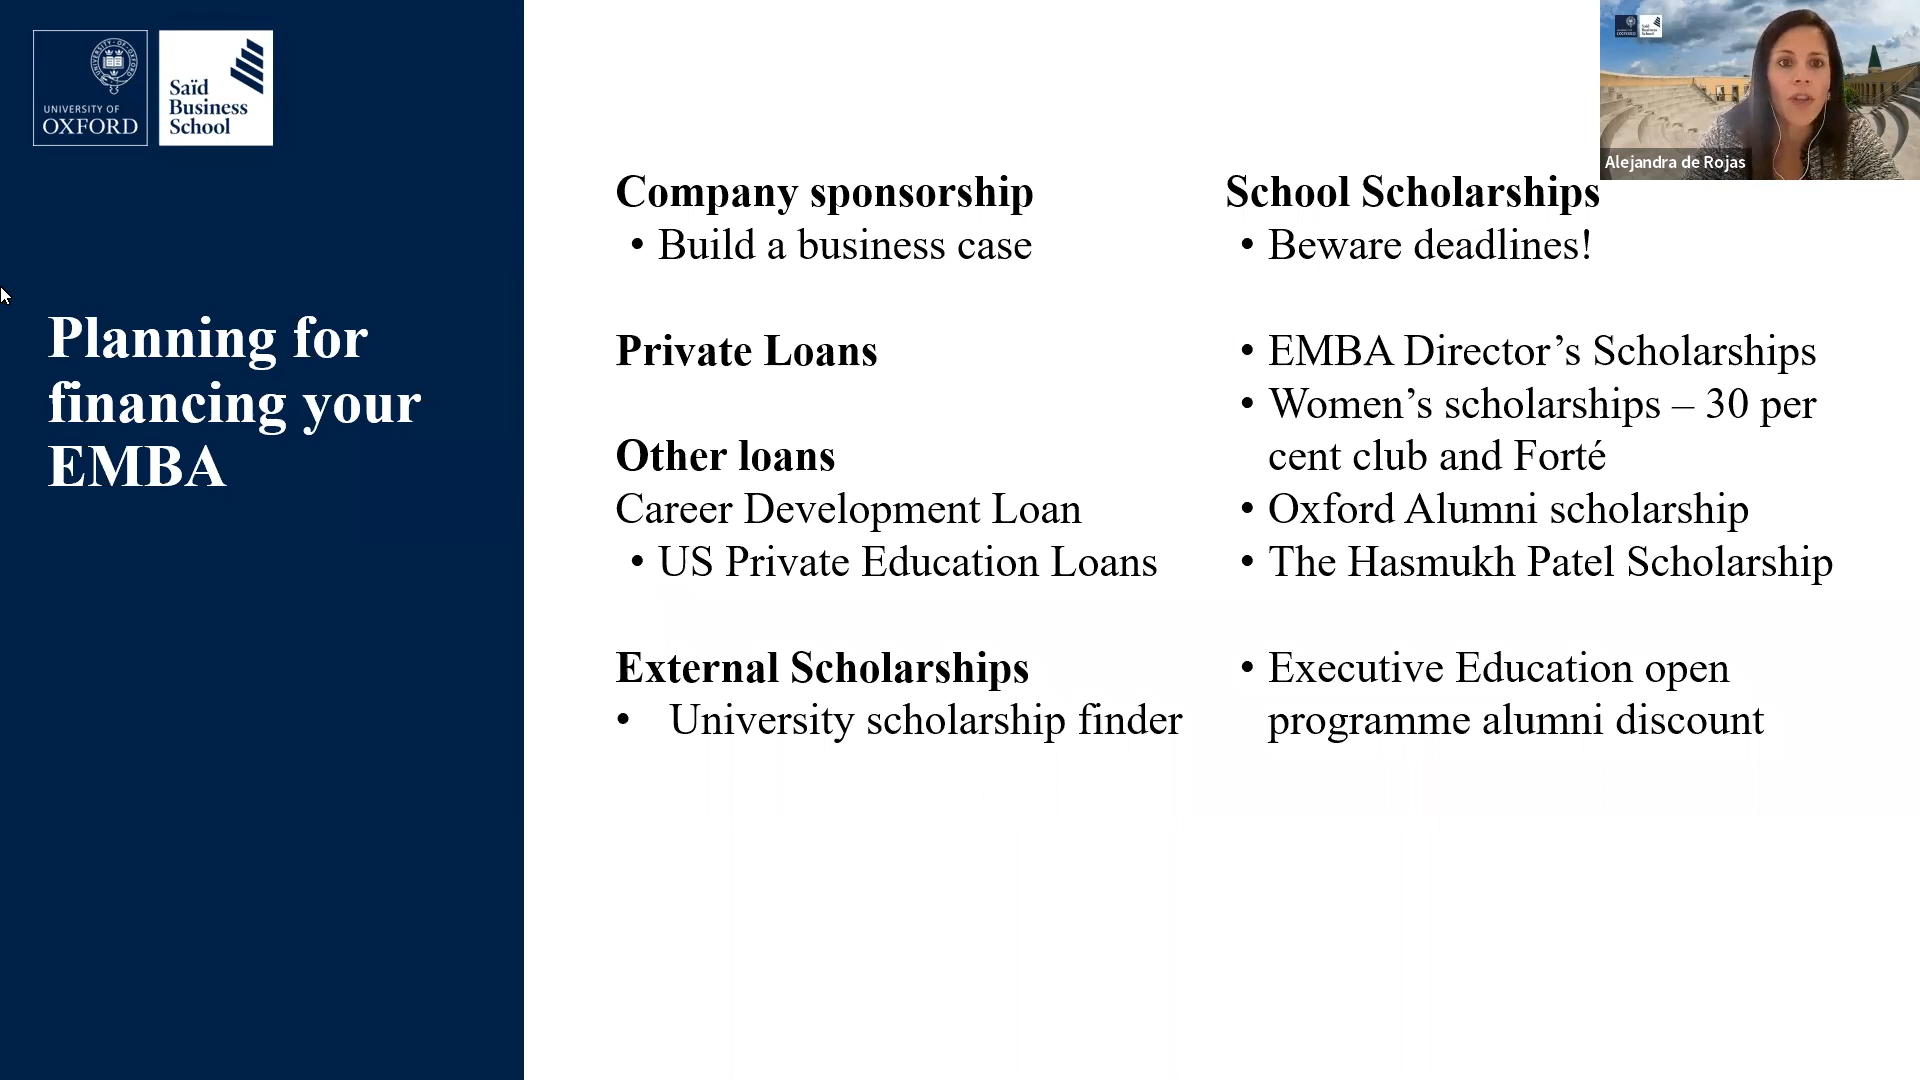 UNIVERSITY OF
OXFORD
Saïd
Business
School
Planning for
financing your
EMBA
Company sponsorship
• Build a business case
Private Loans
Other loans
Career Development Loan
• US Private Education Loans
External Scholarships
• University scholarship finder
School Scholarships
• Beware deadlines!
• EMBA Director’s Scholarships
• Women’s scholarships – 30 per
cent club and Forté
• Oxford Alumni scholarship
• The Hasmukh Patel Scholarship
• Executive Education open
programme alumni discount
Alejandra de Rojas